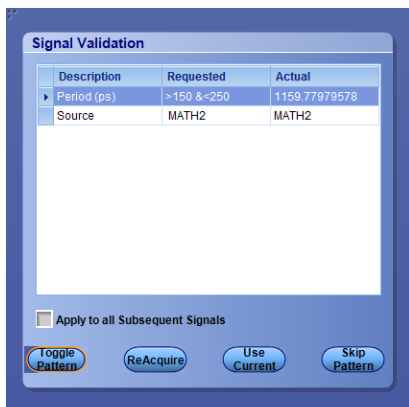 Signal Validation
Description Requested Actual
Period (ps) >150 &<250 1159.77979578
Source MATH2 MATH2
Apply to all Subsequent Signals
Toggle Pattern
ReAcquire
Use Current
Skip Pattern